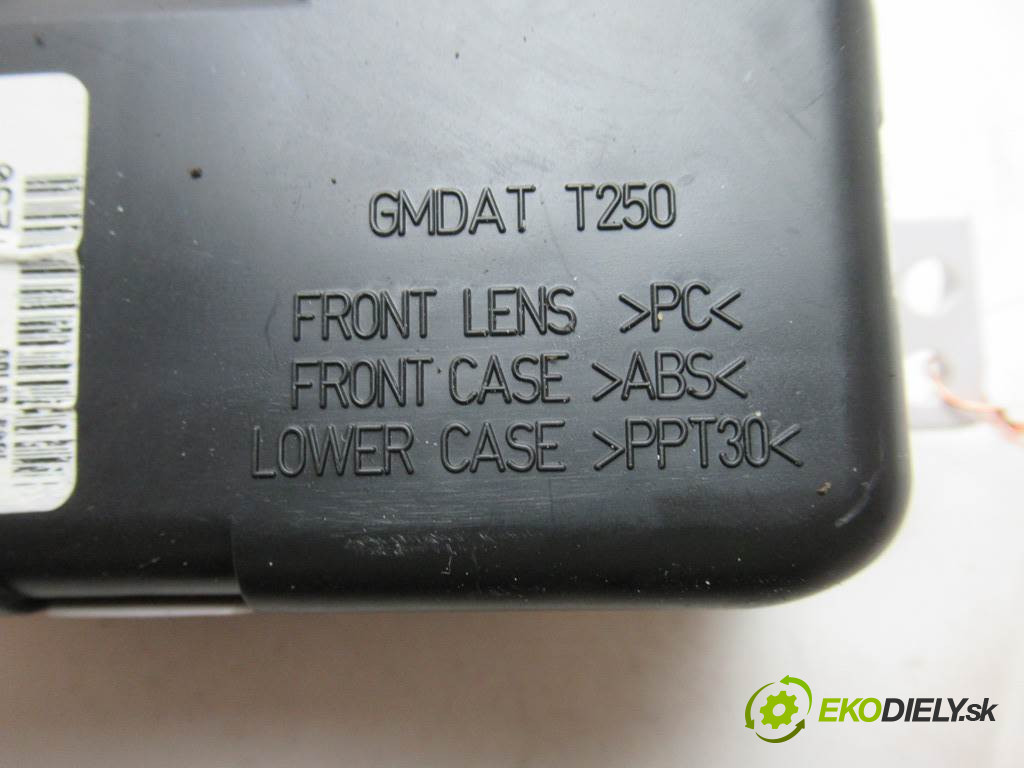 GMDAT T250
FRONT LENS >PC<
FRONT CASE >ABS<
LOWER CASE >PPT30<
EKODIELY.sk